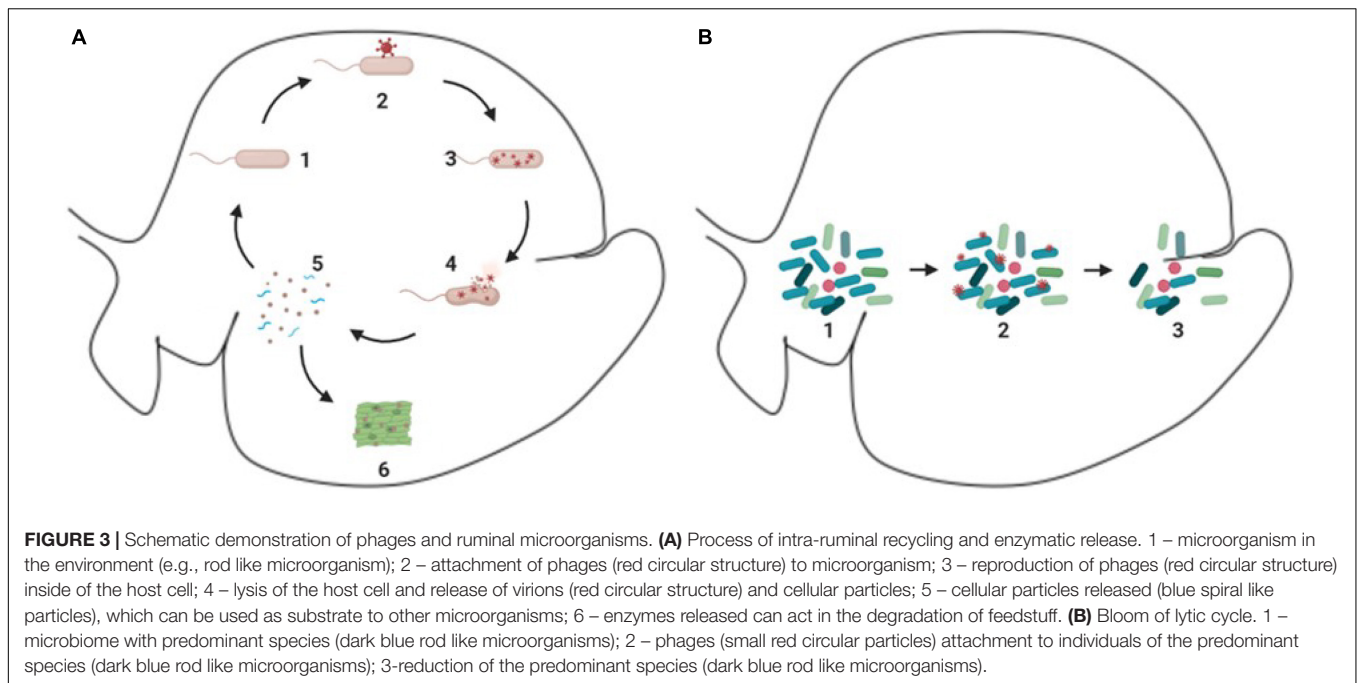 A
B
2
1
3
5
4
6
1
2
3
FIGURE 3 | Schematic demonstration of phages and ruminal microorganisms. (A) Process of intra-ruminal recycling and enzymatic release. 1 – microorganism in
the environment (e.g., rod like microorganism); 2 – attachment of phages (red circular structure) to microorganism; 3 – reproduction of phages (red circular structure)
inside of the host cell; 4 – lysis of the host cell and release of virions (red circular structure) and cellular particles; 5 – cellular particles released (blue spiral like
particles), which can be used as substrate to other microorganisms; 6 – enzymes released can act in the degradation of feedstuff. (B) Bloom of lytic cycle. 1 –
microbiome with predominant species (dark blue rod like microorganisms); 2 – phages (small red circular particles) attachment to individuals of the predominant
species (dark blue rod like microorganisms); 3-reduction of the predominant species (dark blue rod like microorganisms).